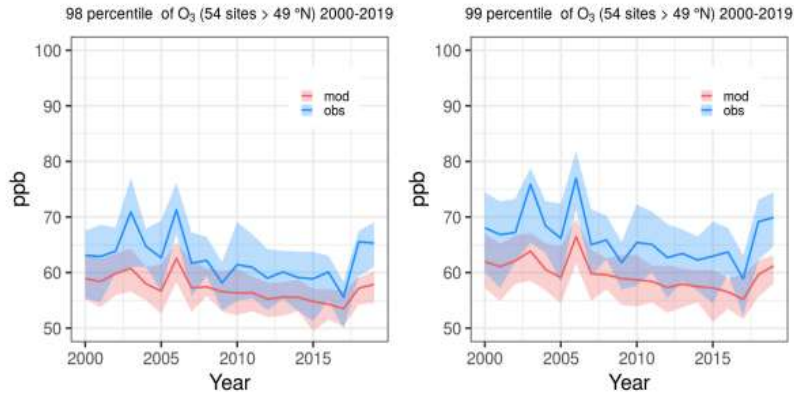 98 percentile of O₃ (54 sites > 49 °N) 2000-2019
100
90
80
70
60
50
ppb
mod
obs
2000
2005
2010
2015
Year
99 percentile of O₃ (54 sites > 49 °N) 2000-2019
100
90
80
70
60
50
ppb
mod
obs
2000
2005
2010
2015
Year